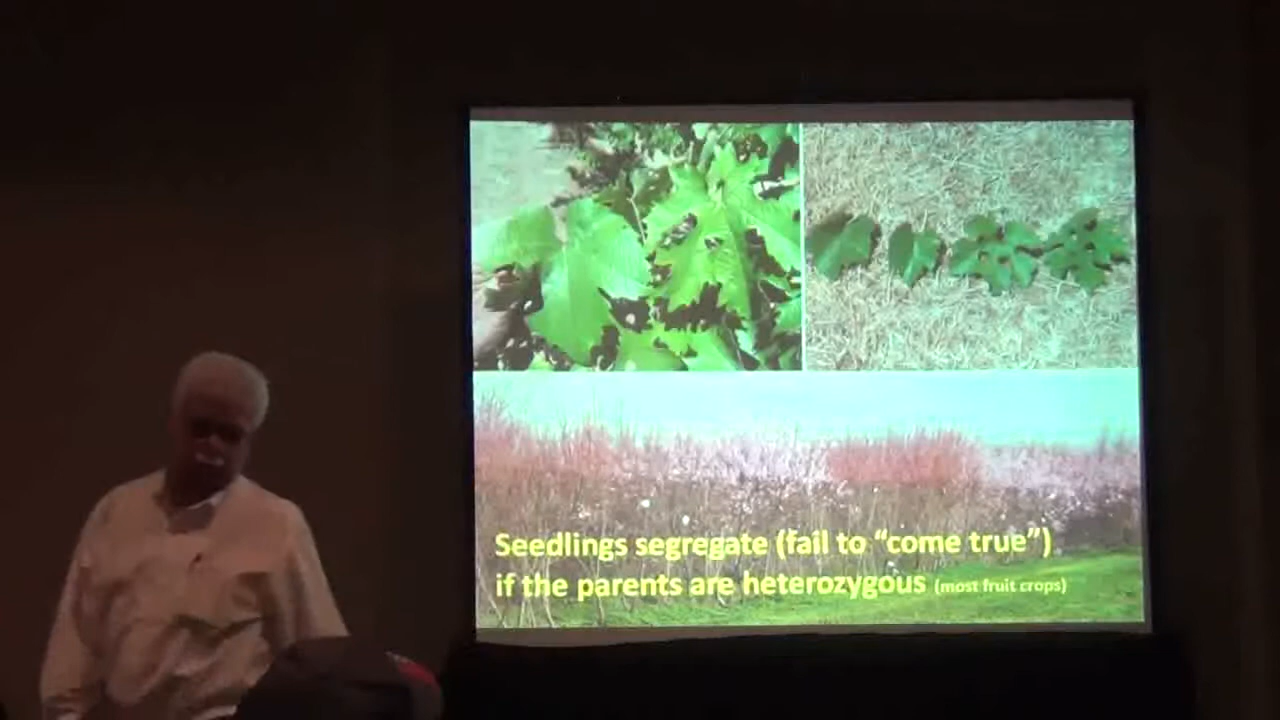 Seedlings segregate (fail to “come true”)
if the parents are heterozygous (most fruit crops)